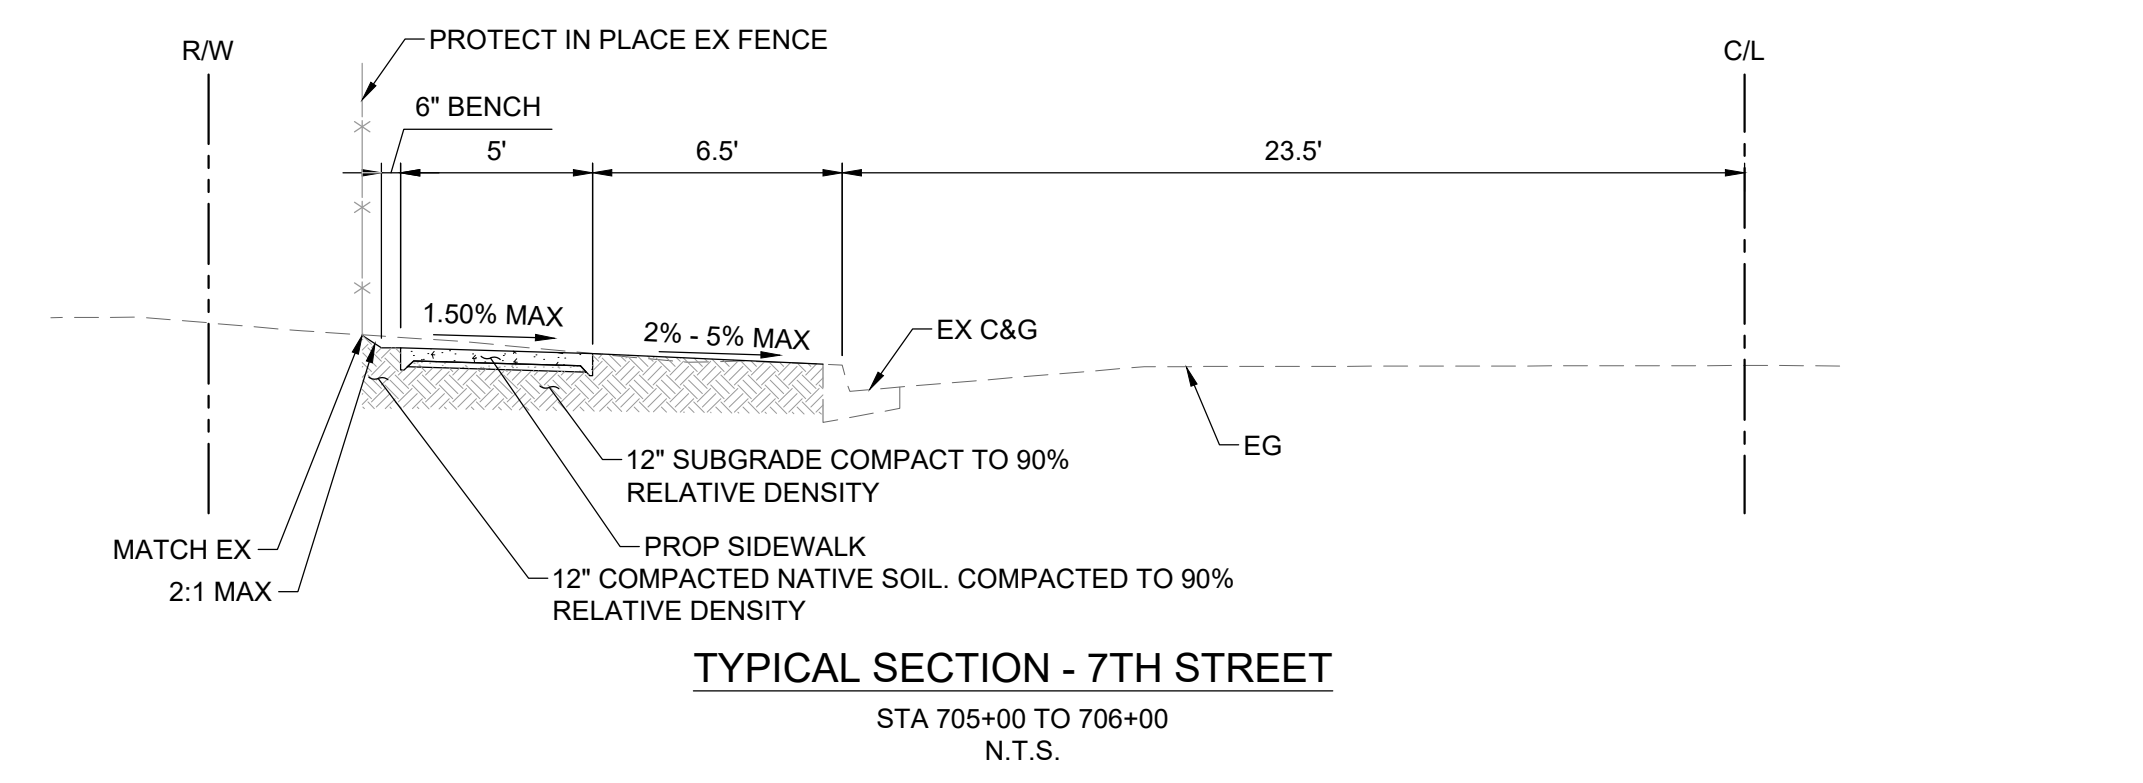 PROTECT IN PLACE EX FENCE
R/W
C/L
6" BENCH
5'
6.5'
23.5'
1.50% MAX
2% - 5% MAX
EX C&G
EG
12" SUBGRADE COMPACT TO 90%
RELATIVE DENSITY
MATCH EX
PROP SIDEWALK
2:1 MAX
12" COMPACTED NATIVE SOIL. COMPACTED TO 90%
RELATIVE DENSITY
TYPICAL SECTION - 7TH STREET
STA 705+00 TO 706+00
N.T.S.